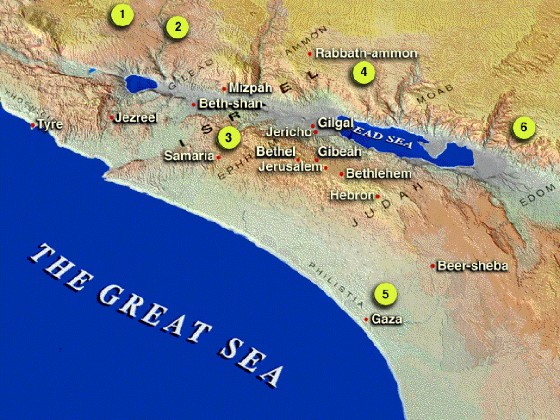 1
2
AMMON
Rabbath-ammon
4
GILEAD
MOAB
Mizpah
Beth-shan
ISRAEL
Tyre
Jezreel
3
Gilgal
Jericho
DEAD SEA
6
Samaria
EPHRAIM
Bethel
Gibeah
Jerusalem
Bethlehem
Hebron
JUDAH
EDOM
Beer-sheba
PHILISTIA
5
Gaza
THE GREAT SEA